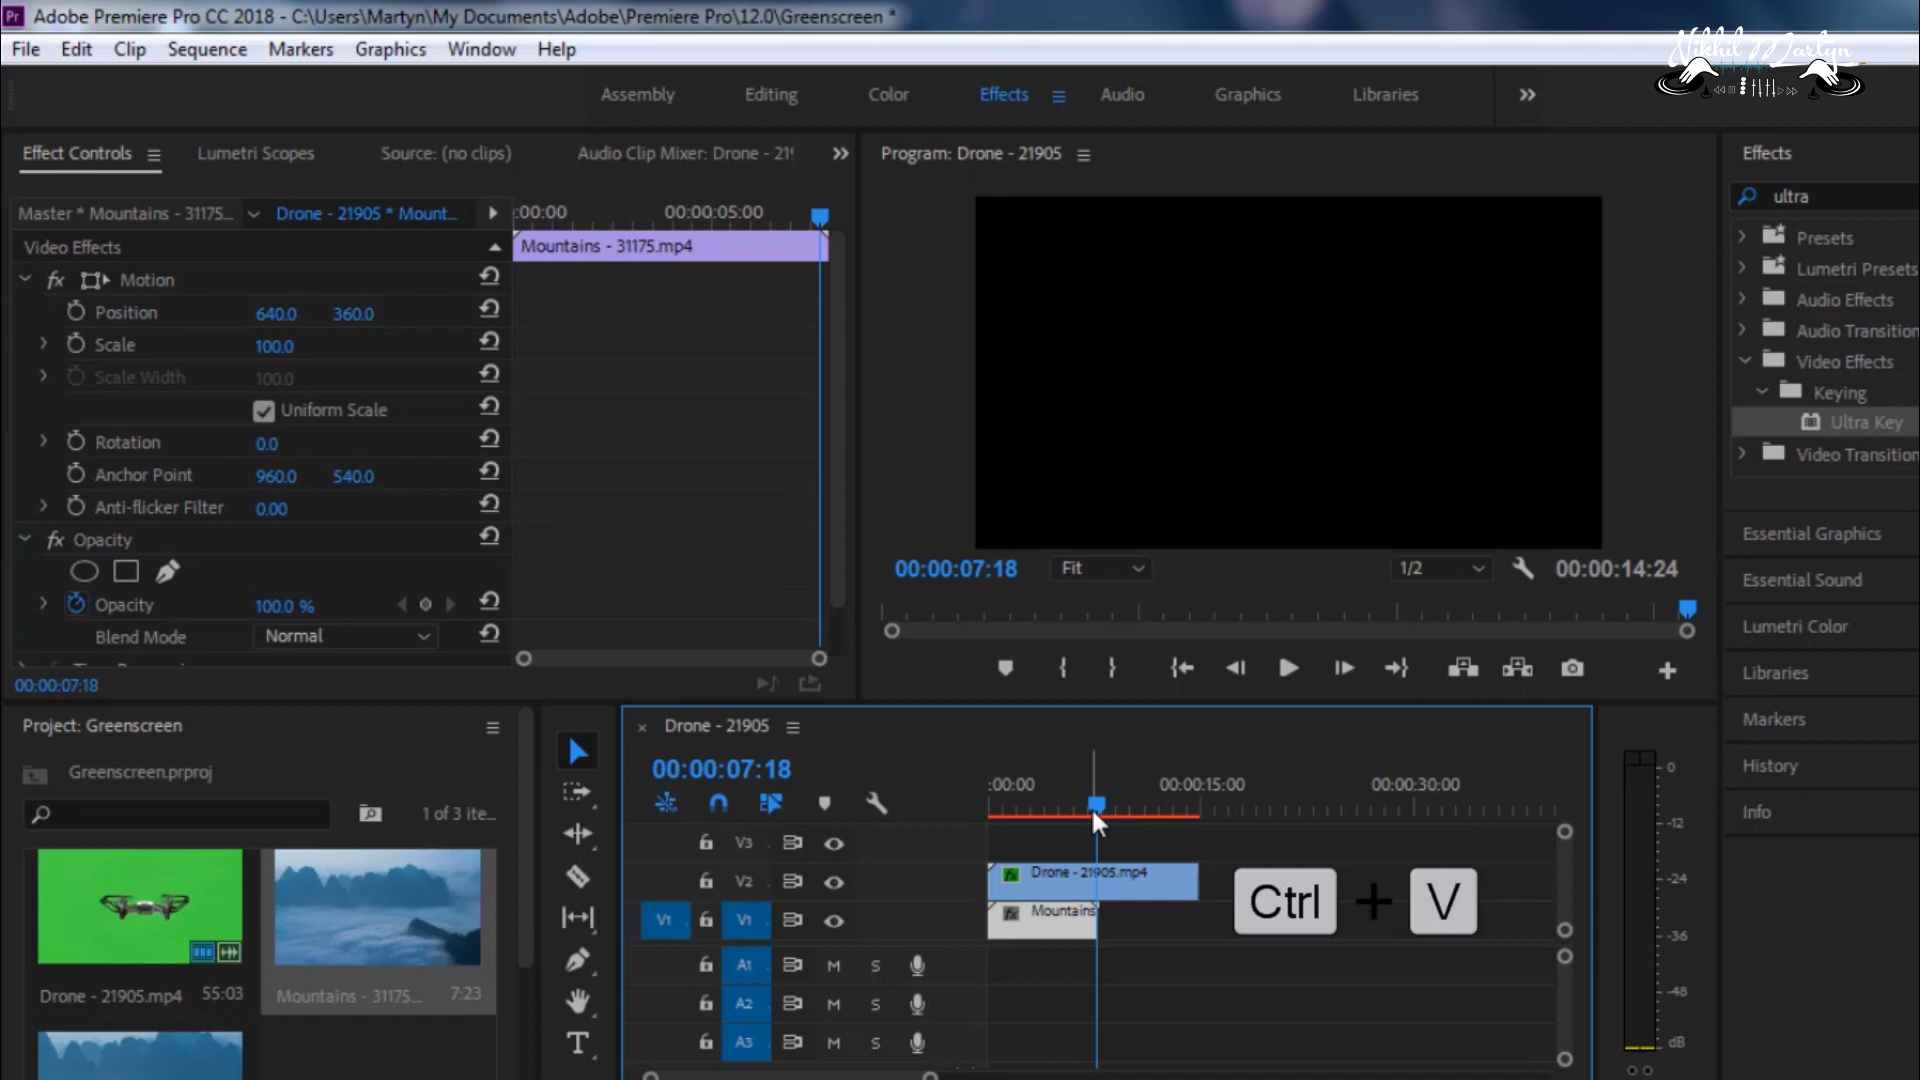 Adobe Premiere Pro CC 2018 - C:\Users\Martyn\My Documents\Adobe\Premiere Pro\12.0\Greenscreen *
File Edit Clip Sequence Markers Graphics Window Help
Nikhil Martyn
Assembly Editing Color Effects Audio Graphics Libraries
Effect Controls Lumetri Scopes Source: (no clips) Audio Clip Mixer: Drone - 21
Program: Drone - 21905
Effects
Master * Mountains - 31175... Drone - 21905 * Mount...
:00:00 00:00:05:00
ultra
Video Effects
Mountains - 31175.mp4
Presets
Lumetri Presets
Audio Effects
Audio Transition
Video Effects
Keying
Ultra Key
Video Transition
fx Motion
Position 640.0 360.0
Scale 100.0
Scale Width 100.0
Uniform Scale
Rotation 0.0
Anchor Point 960.0 540.0
Anti-flicker Filter 0.00
fx Opacity
Opacity 100.0 %
Blend Mode Normal
00:00:07:18
00:00:07:18 Fit 1/2 00:00:14:24
Essential Graphics
Essential Sound
Lumetri Color
Libraries
Markers
History
Info
Project: Greenscreen
Greenscreen.prproj
1 of 3 ite...
Drone - 21905.mp4 55:03
Mountains - 31175... 7:23
T
Drone - 21905
00:00:07:18
:00:00 00:00:15:00 00:00:30:00
V3
V2
fx Drone - 21905.mp4
V1 V1
fx Mountains
Ctrl + V
A1 M S
A2 M S
A3 M S
0
-12
-24
-36
-48
dB